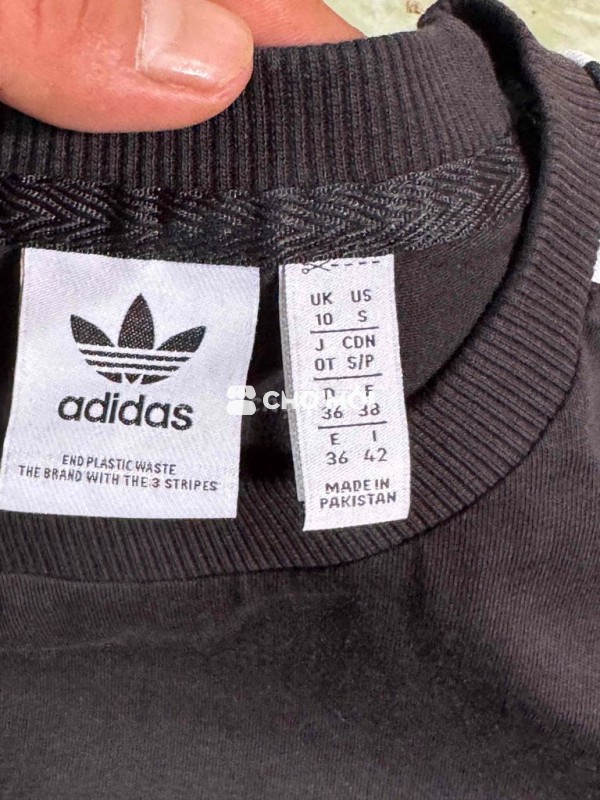 adidas
END PLASTIC WASTE
THE BRAND WITH THE 3 STRIPES
UK US
10 S
J CDN
OT S/P
D F
36 38
E I
36 42
MADE IN
PAKISTAN